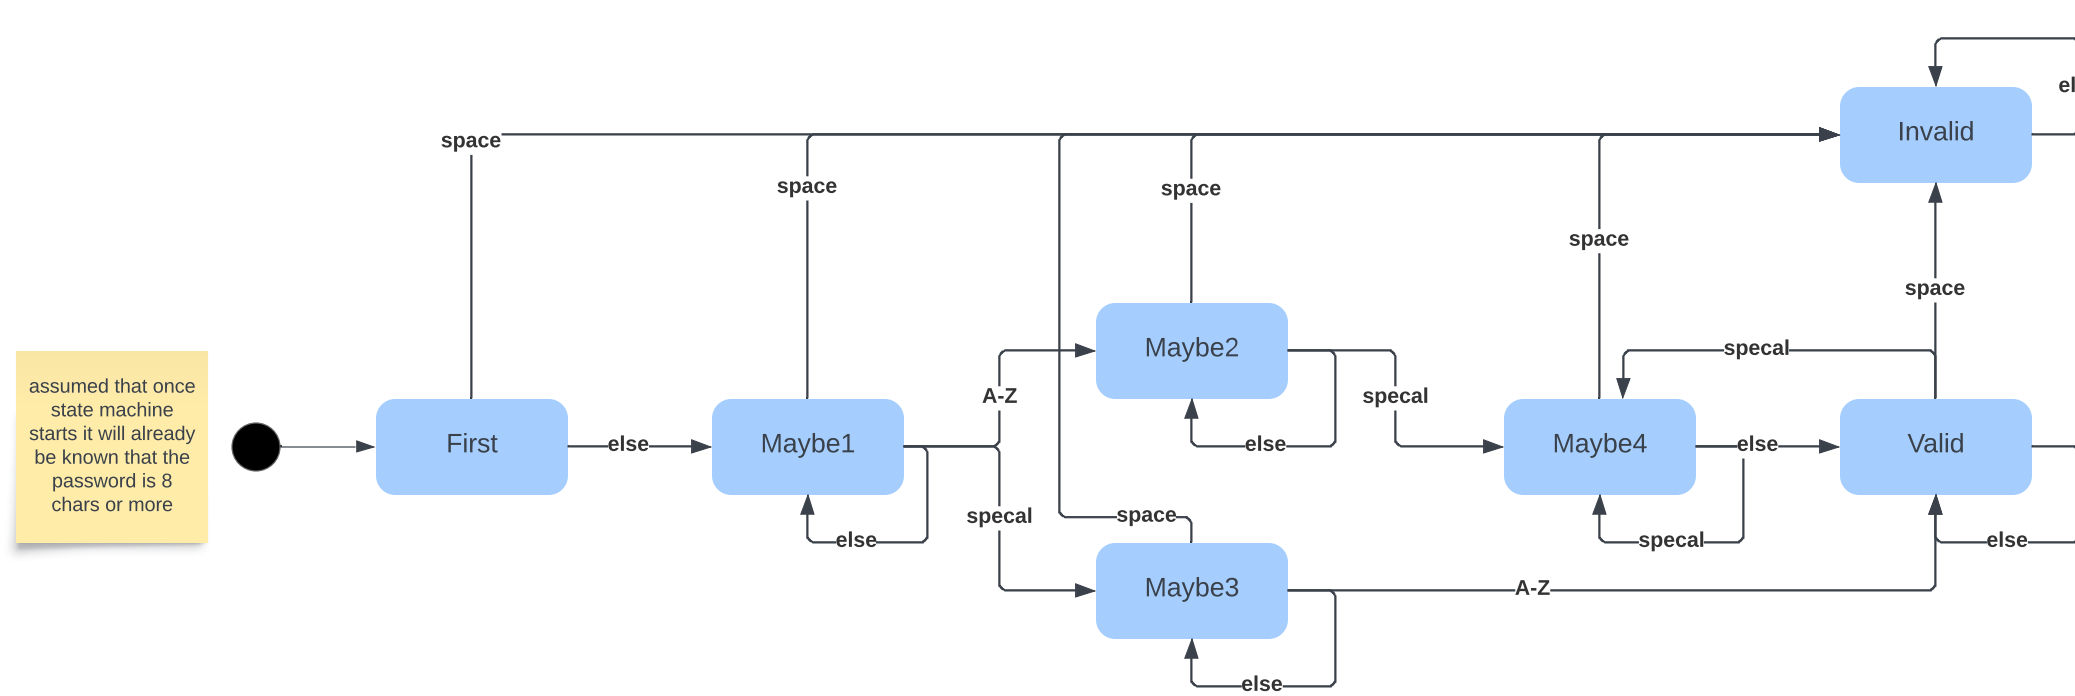 el
Invalid
space
space
space
space
space
assumed that once
state machine
starts it will already
be known that the
password is 8
chars or more
First
else
Maybe1
else
A-Z
specal
Maybe2
else
specal
space
Maybe3
else
A-Z
Maybe4
else
specal
specal
Valid
else